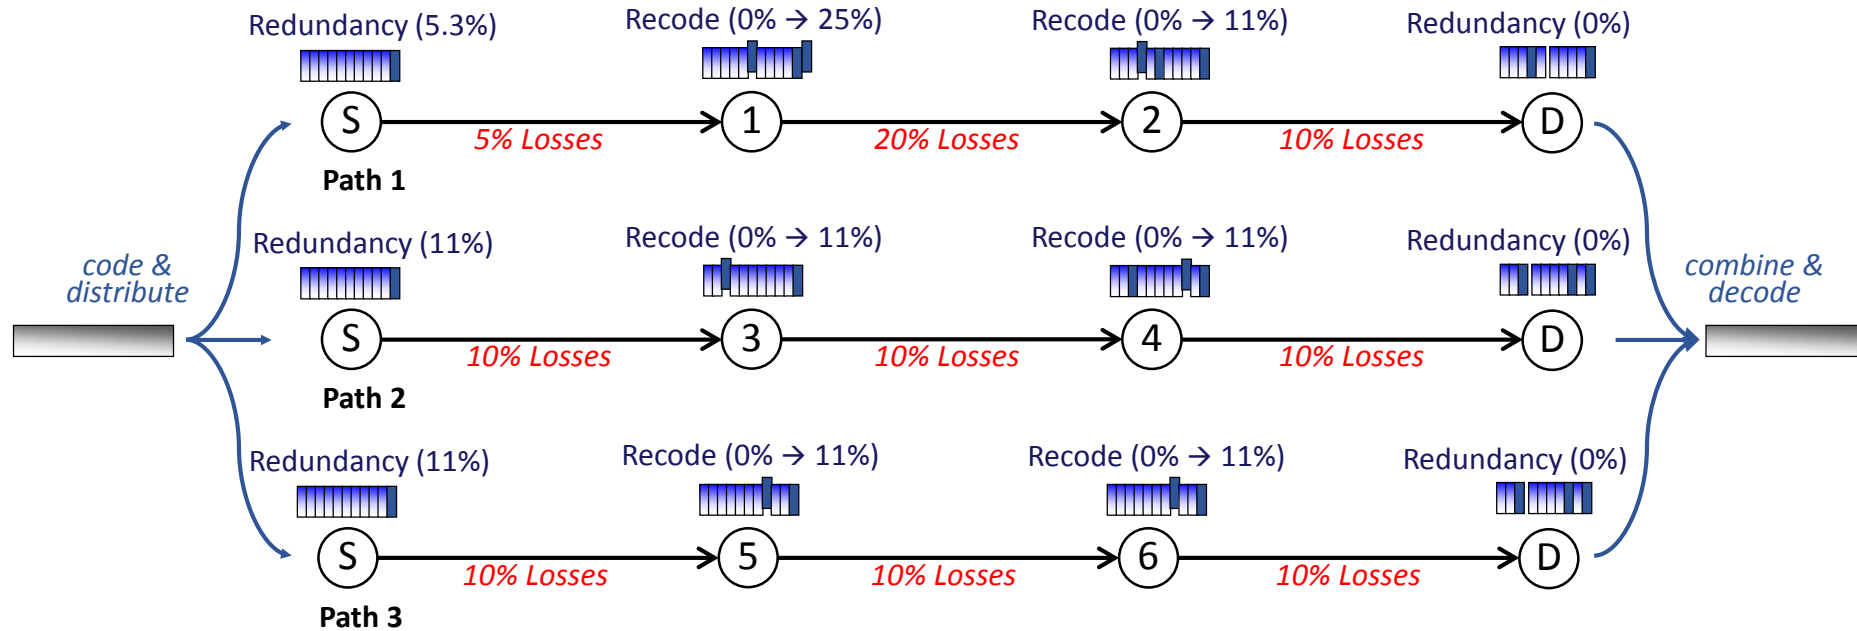 Redundancy (5.3%)
Recode (0% → 25%)
Recode (0% → 11%)
Redundancy (0%)
S
1
2
D
5% Losses
20% Losses
10% Losses
Path 1
code &
distribute
Redundancy (11%)
Recode (0% → 11%)
Recode (0% → 11%)
Redundancy (0%)
combine &
decode
S
3
4
D
10% Losses
10% Losses
10% Losses
Path 2
Redundancy (11%)
Recode (0% → 11%)
Recode (0% → 11%)
Redundancy (0%)
S
5
6
D
10% Losses
10% Losses
10% Losses
Path 3